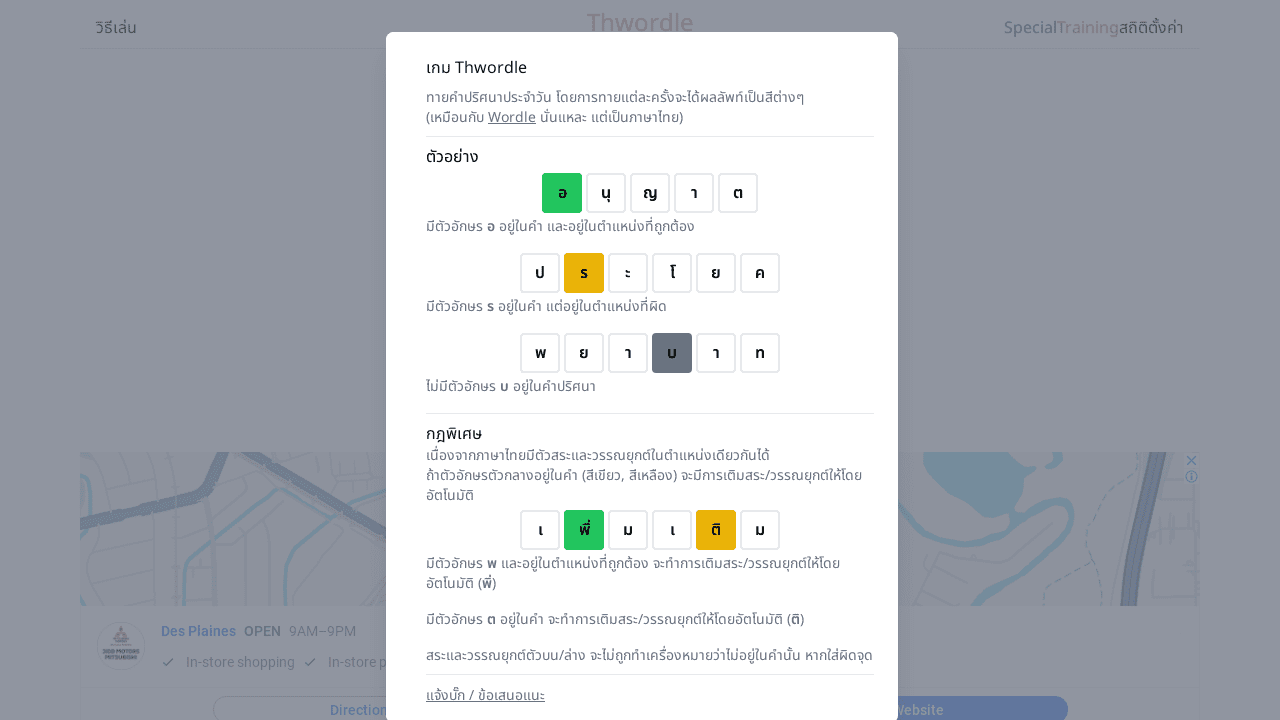 วิธีเล่น
Thwordle
Special Training สถิติ ตั้งค่า
เกม Thwordle
ทายคำปริศนาประจำวัน โดยการทายแต่ละครั้งจะได้ผลลัพท์เป็นสีต่างๆ
(เหมือนกับ Wordle นั่นแหละ แต่เป็นภาษาไทย)
ตัวอย่าง
อ นุ ญ า ต
มีตัวอักษร อ อยู่ในคำ และอยู่ในตำแหน่งที่ถูกต้อง
ป ร ะ โ ย ค
มีตัวอักษร ร อยู่ในคำ แต่อยู่ในตำแหน่งที่ผิด
พ ย า บ า ท
ไม่มีตัวอักษร บ อยู่ในคำปริศนา
กฎพิเศษ
เนื่องจากภาษาไทยมีตัวสระและวรรณยุกต์ในตำแหน่งเดียวกันได้
ถ้าตัวอักษรตัวกลางอยู่ในคำ (สีเขียว, สีเหลือง) จะมีการเติมสระ/วรรณยุกต์ให้โดย
อัตโนมัติ
เ พี่ ม เ ติ ม
มีตัวอักษร พ และอยู่ในตำแหน่งที่ถูกต้อง จะทำการเติมสระ/วรรณยุกต์ให้โดย
อัตโนมัติ (พี่)
มีตัวอักษร ต อยู่ในคำ จะทำการเติมสระ/วรรณยุกต์ให้โดยอัตโนมัติ (ติ)
สระและวรรณยุกต์ตัวบน/ล่าง จะไม่ถูกทำเครื่องหมายว่าไม่อยู่ในคำนั้น หากใส่ผิดจุด
แจ้งบั๊ก / ข้อเสนอแนะ
Des Plaines OPEN 9AM–9PM
In-store shopping In-store p
Direction
Website